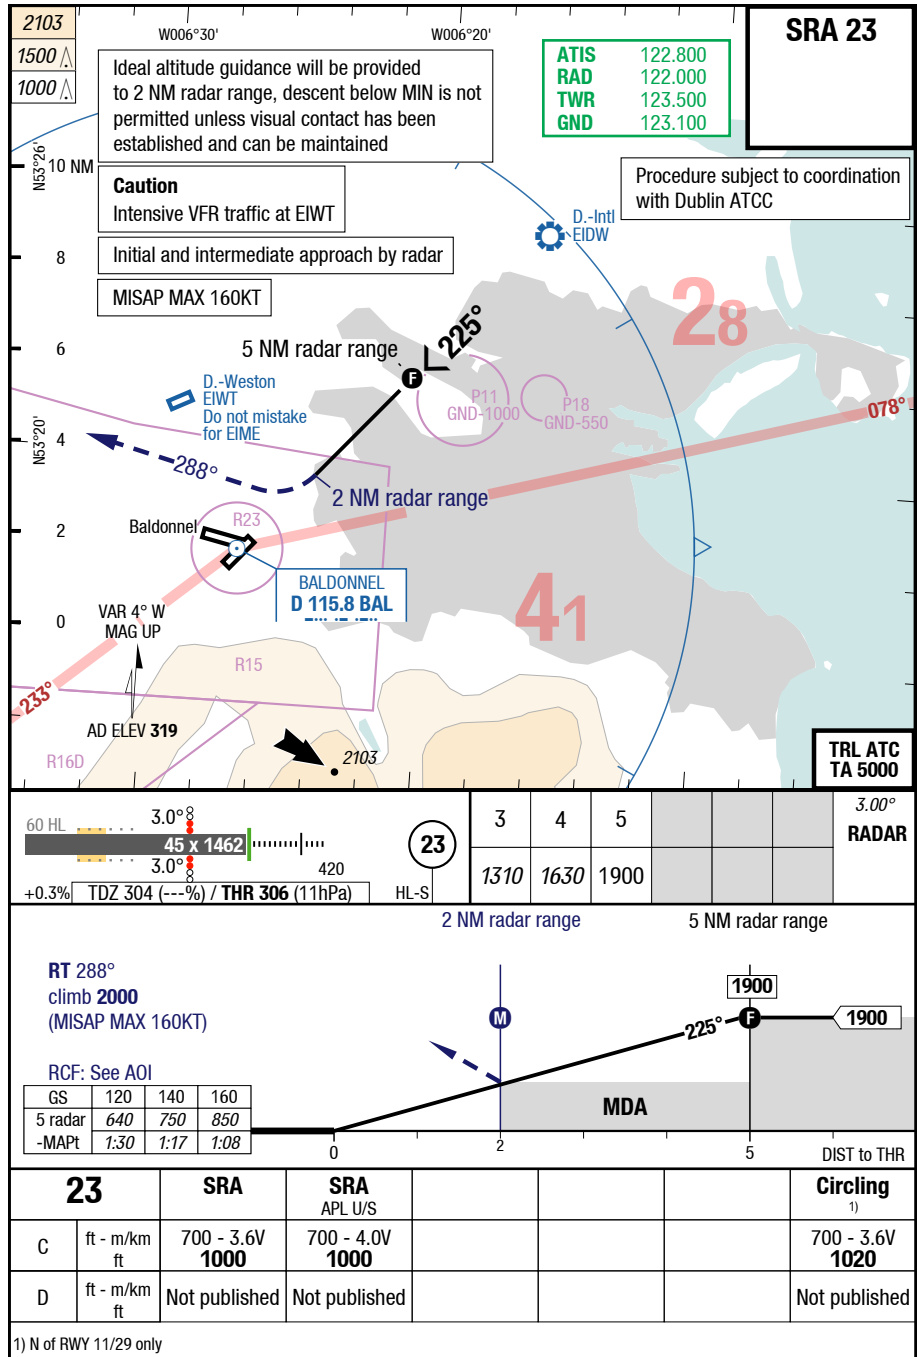 2103
1500
1000
W006°30'
W006°20'
SRA 23
ATIS 122.800
RAD 122.000
TWR 123.500
GND 123.100
Ideal altitude guidance will be provided
to 2 NM radar range, descent below MIN is not
permitted unless visual contact has been
established and can be maintained
N53°26'
10 NM
Caution
Intensive VFR traffic at EIWT
Procedure subject to coordination
with Dublin ATCC
D.-Intl
EIDW
8
Initial and intermediate approach by radar
MISAP MAX 160KT
28
6
5 NM radar range
225°
F
D.-Weston
EIWT
Do not mistake
for EIME
P11
GND-1000
P18
GND-550
078°
N53°20'
4
288°
2 NM radar range
2
Baldonnel
R23
BALDONNEL
D 115.8 BAL
41
0
VAR 4° W
MAG UP
R15
233°
AD ELEV 319
R16D
2103
TRL ATC
TA 5000
60 HL
3.0°
45 x 1462
3.0°
420
+0.3%
TDZ 304 (---%) / THR 306 (11hPa)
23
HL-S
3 4 5
1310 1630 1900
3.00°
RADAR
2 NM radar range
5 NM radar range
RT 288°
climb 2000
(MISAP MAX 160KT)
1900
M
225°
F
1900
RCF: See AOI
GS 120 140 160
5 radar 640 750 850
-MAPt 1:30 1:17 1:08
MDA
0
2
5
DIST to THR
23 SRA SRA Circling
APL U/S 1)
C ft - m/km 700 - 3.6V 700 - 4.0V 700 - 3.6V
ft 1000 1000 1020
D ft - m/km Not published Not published Not published
ft
1) N of RWY 11/29 only